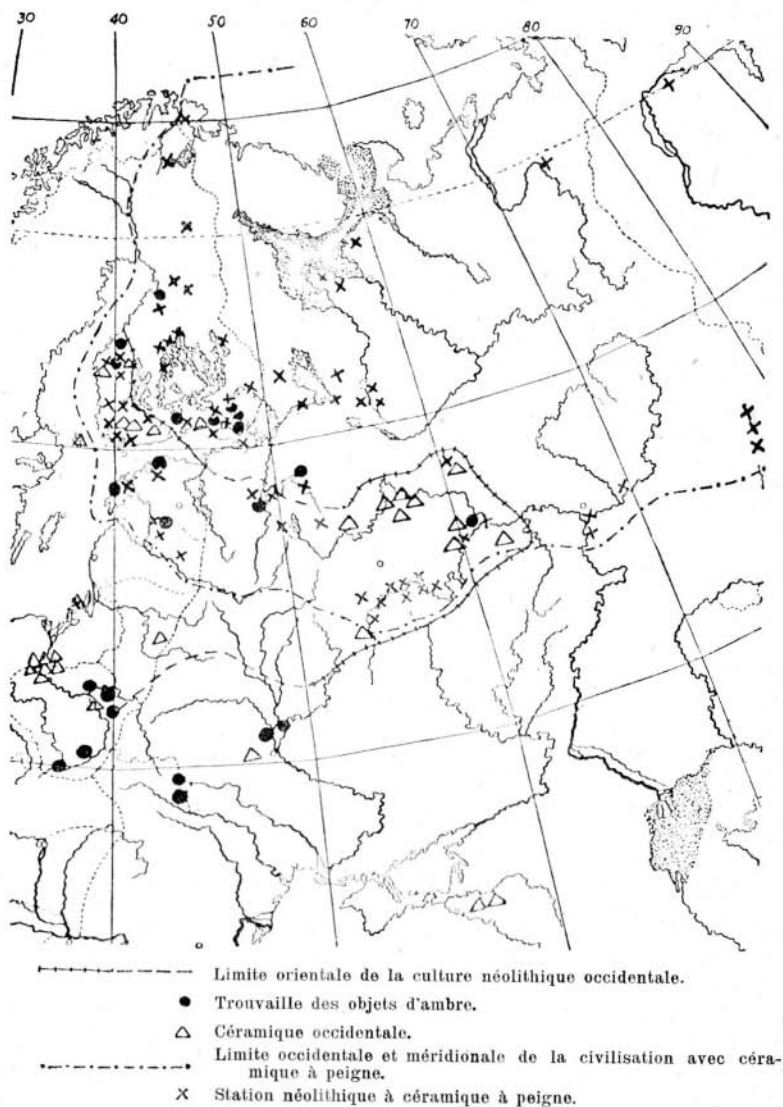 30 40 50 60 70 80 90
Limite orientale de la culture néolithique occidentale.
Trouvaille des objets d'ambre.
Céramique occidentale.
Limite occidentale et méridionale de la civilisation avec céra-
mique à peigne.
Station néolithique à céramique à peigne.